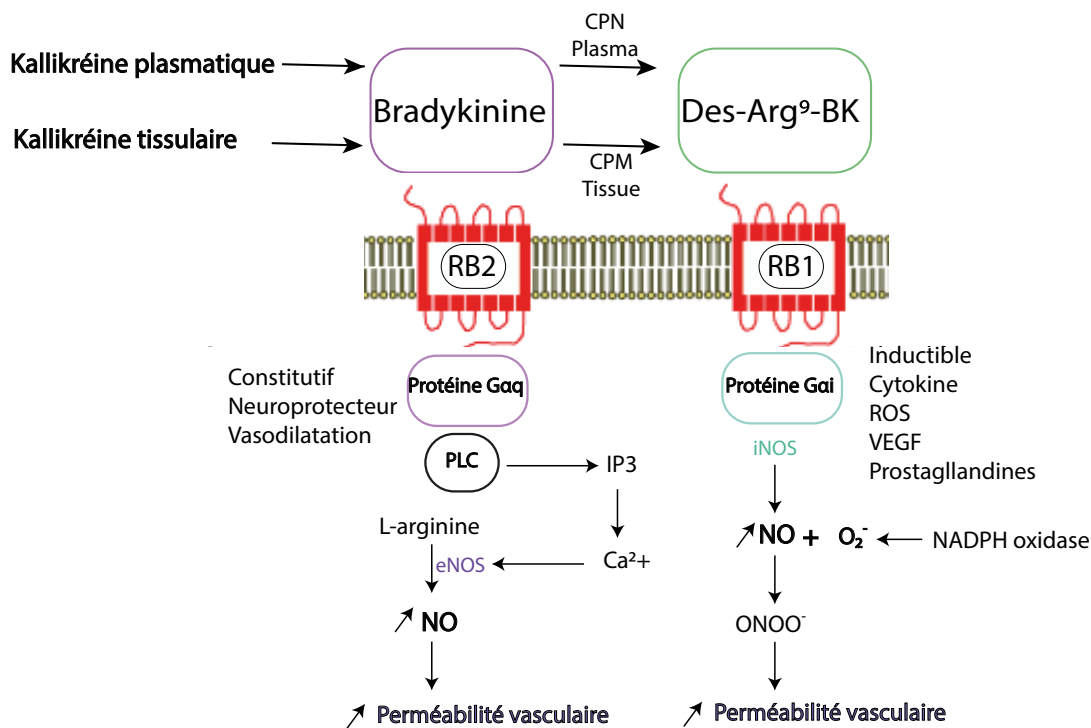 CPN
Plasma
Kallikréine plasmatique
Bradykinine
Des-Arg⁹-BK
Kallikréine tissulaire
CPM
Tissue
RB2
RB1
Constitutif
Neuroprotecteur
Vasodilatation
Protéine Gαq
Protéine Gαi
Inductible
Cytokine
ROS
VEGF
Prostagllandines
PLC
IP3
iNOS
L-arginine
eNOS
Ca²+
NO + O₂⁻
NADPH oxidase
NO
ONOO⁻
Perméabilité vasculaire
Perméabilité vasculaire